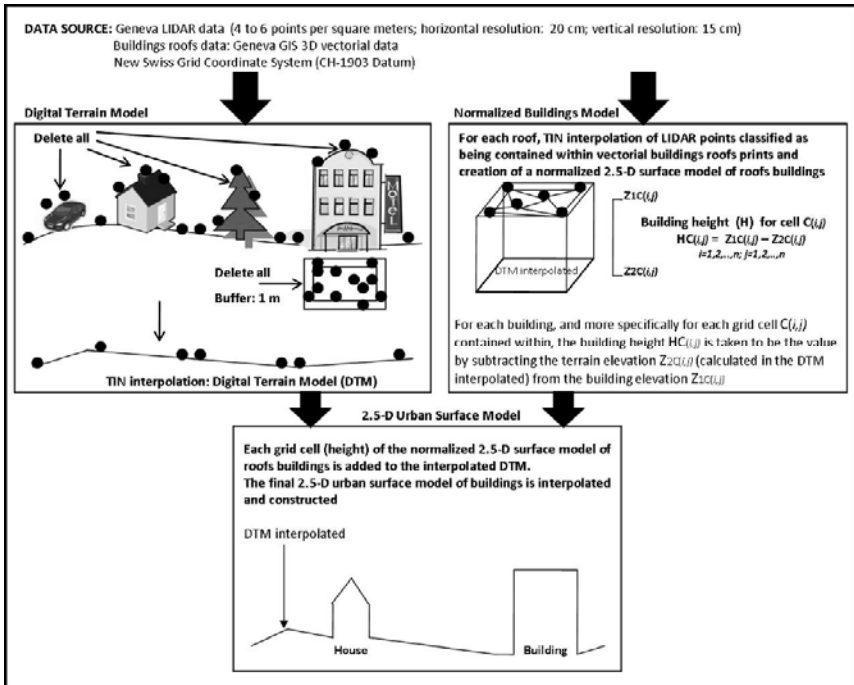 DATA SOURCE: Geneva LIDAR data (4 to 6 points per square meters; horizontal resolution: 20 cm; vertical resolution: 15 cm)
Buildings roofs data: Geneva GIS 3D vectorial data
New Swiss Grid Coordinate System (CH-1903 Datum)
Digital Terrain Model
Delete all
MOTEL
Delete all
Buffer: 1 m
TIN interpolation: Digital Terrain Model (DTM)
Normalized Buildings Model
For each roof, TIN interpolation of LIDAR points classified as
being contained within vectorial buildings roofs prints and
creation of a normalized 2.5-D surface model of roofs buildings
Z1C(i,j)
Building height (H) for cell C(i,j)
HC(i,j) = Z1C(i,j) – Z2C(i,j)
i=1,2,...,n; j=1,2,...,n
DTM interpolated
Z2C(i,j)
For each building, and more specifically for each grid cell C(i,j)
contained within, the building height HC(i,j) is taken to be the value
by subtracting the terrain elevation Z2C(i,j) (calculated in the DTM
interpolated) from the building elevation Z1C(i,j)
2.5-D Urban Surface Model
Each grid cell (height) of the normalized 2.5-D surface model of
roofs buildings is added to the interpolated DTM.
The final 2.5-D urban surface model of buildings is interpolated
and constructed
DTM interpolated
House
Building